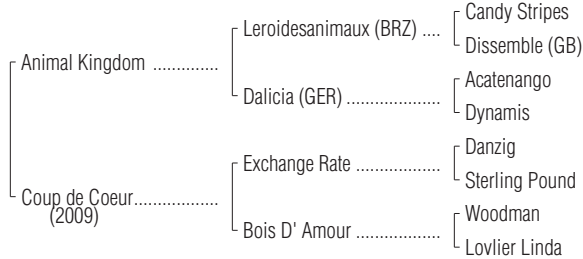 Candy Stripes
Leroidesanimaux (BRZ) ....
Dissemble (GB)
Animal Kingdom ..............
Acatenango
Dalicia (GER) ....................
Dynamis
Danzig
Exchange Rate ..................
Sterling Pound
Coup de Coeur..................
(2009)
Woodman
Bois D' Amour ..................
Lovlier Linda